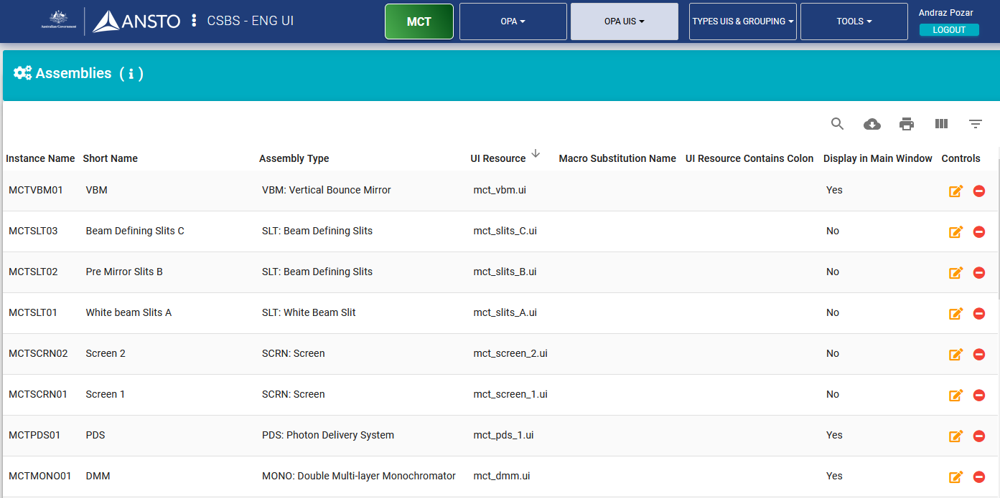 Australian Government
ANSTO
CSBS - ENG UI
MCT
OPA
OPA UIS
TYPES UIS & GROUPING
TOOLS
Andraz Pozar
LOGOUT
Assemblies ( i )
Instance Name Short Name Assembly Type UI Resource Macro Substitution Name UI Resource Contains Colon Display in Main Window Controls
MCTVBM01 VBM VBM: Vertical Bounce Mirror mct_vbm.ui Yes
MCTSLT03 Beam Defining Slits C SLT: Beam Defining Slits mct_slits_C.ui No
MCTSLT02 Pre Mirror Slits B SLT: Beam Defining Slits mct_slits_B.ui No
MCTSLT01 White beam Slits A SLT: White Beam Slit mct_slits_A.ui No
MCTSCRN02 Screen 2 SCRN: Screen mct_screen_2.ui No
MCTSCRN01 Screen 1 SCRN: Screen mct_screen_1.ui No
MCTPDS01 PDS PDS: Photon Delivery System mct_pds_1.ui Yes
MCTMONO01 DMM MONO: Double Multi-layer Monochromator mct_dmm.ui Yes